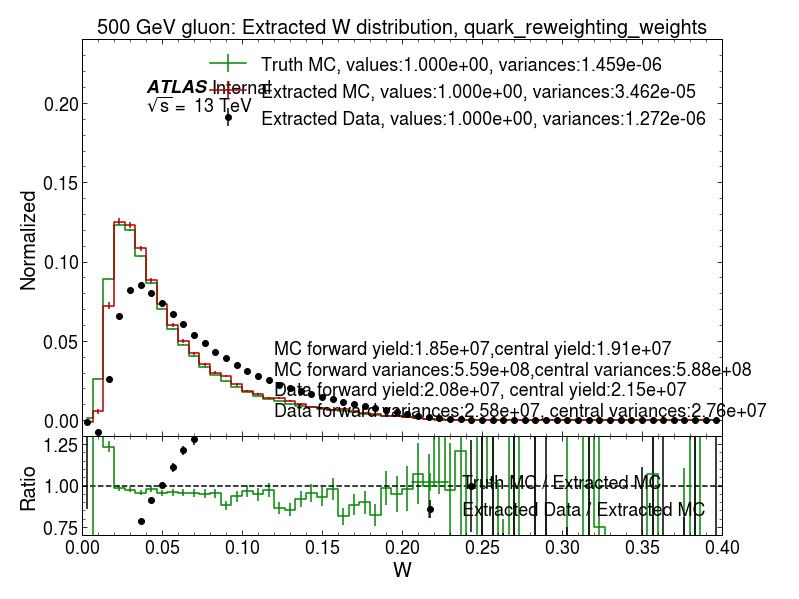 500 GeV gluon: Extracted W distribution, quark_reweighting_weights
Truth MC, values:1.000e+00, variances:1.459e-06
ATLAS Internal
Extracted MC, values:1.000e+00, variances:3.462e-05
√s = 13 TeV
Extracted Data, values:1.000e+00, variances:1.272e-06
Normalized
0.20
0.15
0.10
0.05
0.00
MC forward yield:1.85e+07,central yield:1.91e+07
MC forward variances:5.59e+08,central variances:5.88e+08
Data forward yield:2.08e+07, central yield:2.15e+07
Data forward variances:2.58e+07, central variances:2.76e+07
Ratio
1.25
1.00
0.75
Truth MC / Extracted MC
Extracted Data / Extracted MC
0.00 0.05 0.10 0.15 0.20 0.25 0.30 0.35 0.40
W